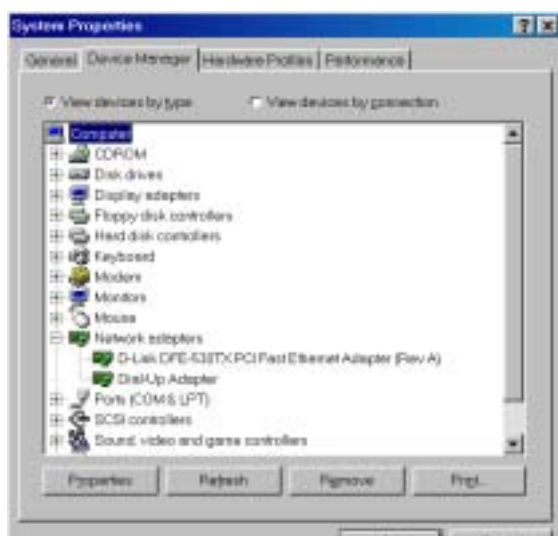 System Properties
General Device Manager Hardware Profiles Performance
View devices by type View devices by connection
Computer
CDROM
Disk drives
Display adapters
Floppy disk controllers
Hard disk controllers
Keyboard
Modem
Monitors
Mouse
Network adapters
D-Link DFE-530TX PCI Fast Ethernet Adapter (Rev A)
Dial-Up Adapter
Ports (COM & LPT)
SCSI controllers
Sound, video and game controllers
Properties Refresh Remove Print...